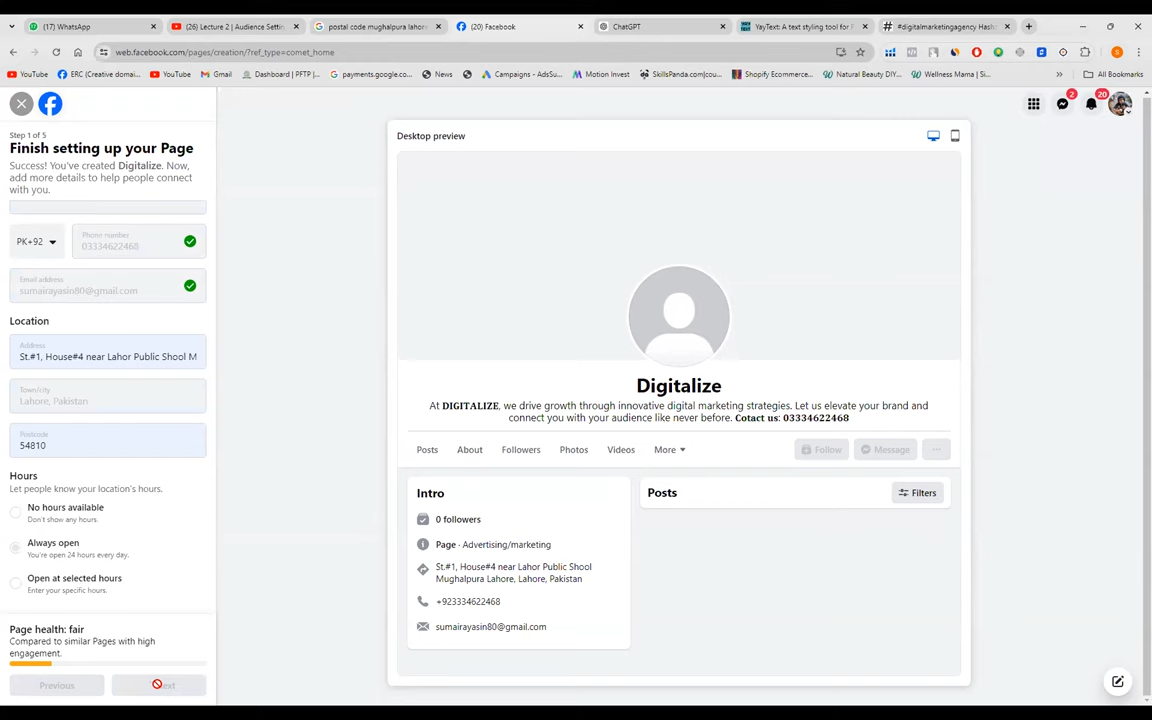 (17) WhatsApp
(26) Lecture 2 | Audience Settin
postal code mughalpura lahore
(20) Facebook
ChatGPT
YayText: A text styling tool for F
#digitalmarketingagency Hash
web.facebook.com/pages/creation/?ref_type=comet_home
S
YouTube
ERC (Creative domai...
YouTube
Gmail
Dashboard | PFTP |...
payments.google.co...
News
Campaigns - AdsSu...
Motion Invest
SkillsPanda.com|cou...
Shopify Ecommerce...
Natural Beauty DIY...
Wellness Mama | Si...
All Bookmarks
2
20
Step 1 of 5
Finish setting up your Page
Success! You've created Digitalize. Now,
add more details to help people connect
with you.
PK+92
Phone number
03334622468
Email address
sumairayasin80@gmail.com
Location
Address
St.#1, House#4 near Lahor Public Shool M
Town/city
Lahore, Pakistan
Postcode
54810
Hours
Let people know your location's hours.
No hours available
Don't show any hours.
Always open
You're open 24 hours every day.
Open at selected hours
Enter your specific hours.
Page health: fair
Compared to similar Pages with high
engagement.
Previous
Desktop preview
Digitalize
At DIGITALIZE, we drive growth through innovative digital marketing strategies. Let us elevate your brand and
connect you with your audience like never before. Cotact us: 03334622468
Posts
About
Followers
Photos
Videos
More
Follow
Message
Intro
0 followers
Page · Advertising/marketing
St.#1, House#4 near Lahor Public Shool
Mughalpura Lahore, Lahore, Pakistan
+923334622468
sumairayasin80@gmail.com
Posts
Filters